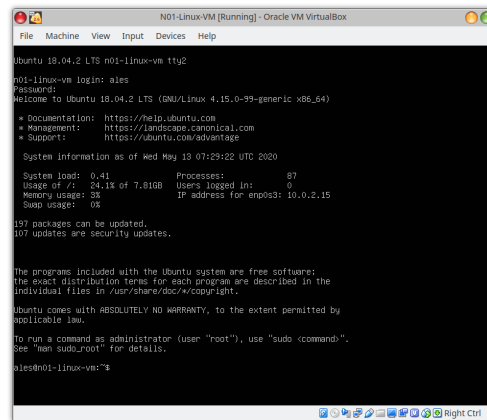 N01-Linux-VM [Running] - Oracle VM VirtualBox
File Machine View Input Devices Help
Ubuntu 18.04.2 LTS n01-linux-vm tty2
n01-linux-vm login: ales
Password:
Welcome to Ubuntu 18.04.2 LTS (GNU/Linux 4.15.0-99-generic x86_64)
* Documentation: https://help.ubuntu.com
* Management: https://landscape.canonical.com
* Support: https://ubuntu.com/advantage
System information as of Wed May 13 07:29:22 UTC 2020
System load: 0.41 Processes: 87
Usage of /: 24.1% of 7.81GB Users logged in: 0
Memory usage: 3% IP address for enp0s3: 10.0.2.15
Swap usage: 0%
197 packages can be updated.
107 updates are security updates.
The programs included with the Ubuntu system are free software;
the exact distribution terms for each program are described in the
individual files in /usr/share/doc/*/copyright.
Ubuntu comes with ABSOLUTELY NO WARRANTY, to the extent permitted by
applicable law.
To run a command as administrator (user "root"), use "sudo <command>".
See "man sudo_root" for details.
ales@n01-linux-vm:~$
Right Ctrl